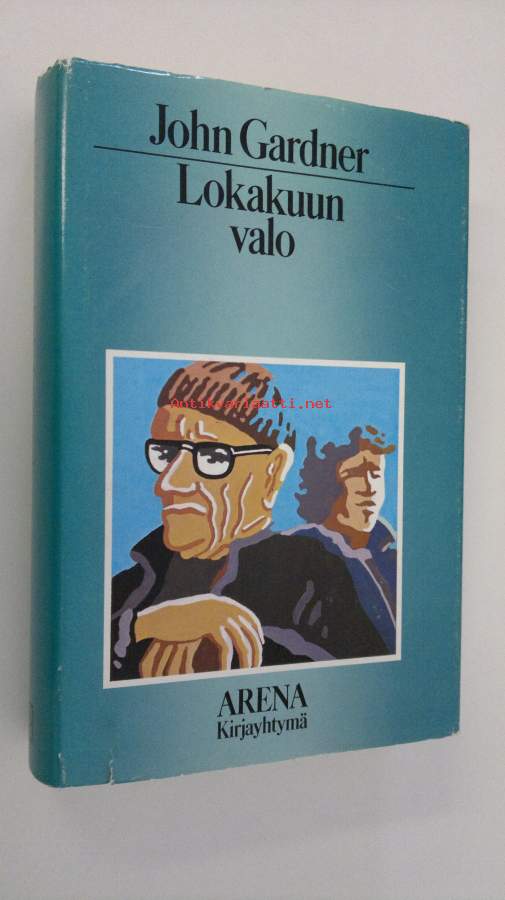 John Gardner
Lokakuun
valo
Antikvariaatti.net
ARENA
Kirjayhtymä